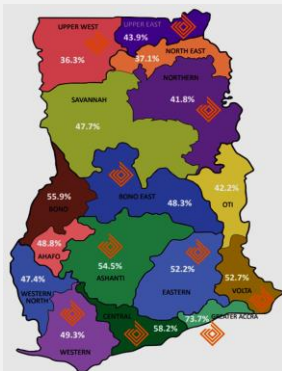 UPPER EAST
43.9%
UPPER WEST
36.3%
NORTH EAST
37.1%
NORTHERN
41.8%
SAVANNAH
47.7%
BONO EAST
48.3%
OTI
42.2%
55.9%
BONO
48.8%
AHAFO
54.5%
ASHANTI
52.2%
EASTERN
52.7%
VOLTA
47.4%
WESTERN
NORTH
49.3%
WESTERN
CENTRAL
58.2%
73.7%
GREATER ACCRA